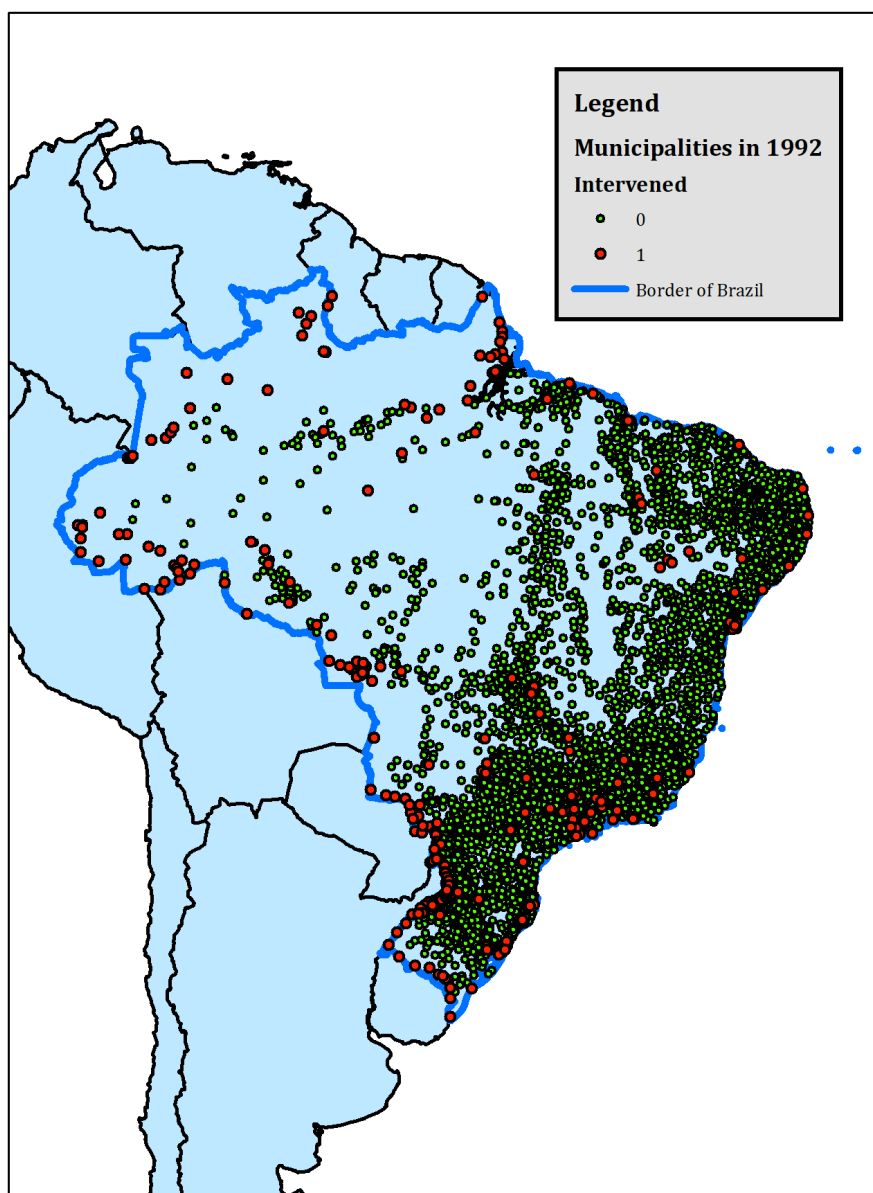 Legend
Municipalities in 1992
Intervened
0
1
Border of Brazil